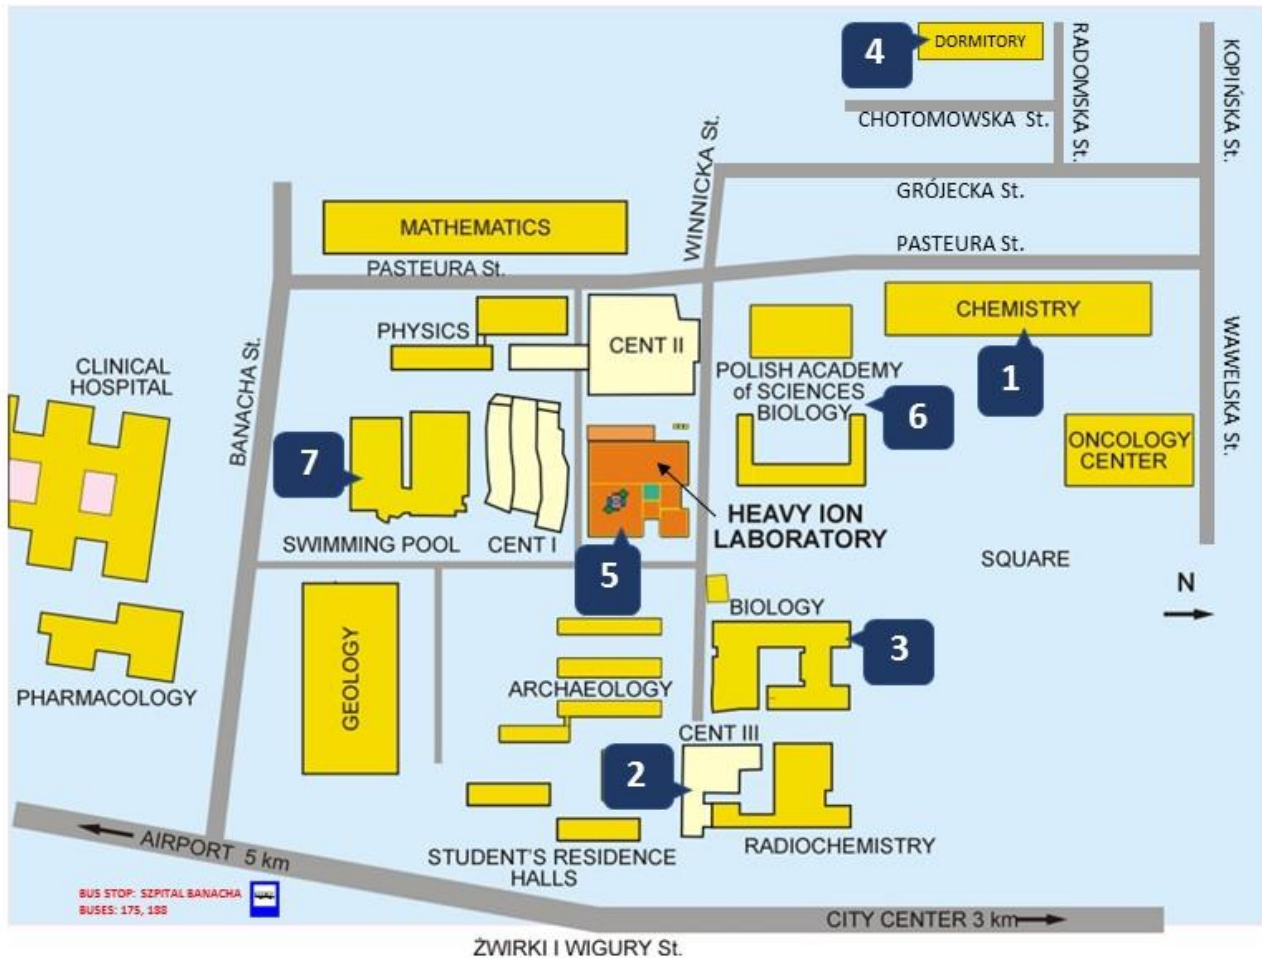 4
DORMITORY
RADOMSKA St.
KOPIŃSKA St.
CHOTOMOWSKA St.
WINNICKA St.
GRÓJECKA St.
MATHEMATICS
PASTEURA St.
PASTEURA St.
PHYSICS
CENT II
CHEMISTRY
1
POLISH ACADEMY
of SCIENCES
BIOLOGY
6
WAWELSKA St.
CLINICAL
HOSPITAL
BANACHA St.
7
ONCOLOGY
CENTER
HEAVY ION
LABORATORY
SWIMMING POOL
CENT I
5
SQUARE
N
BIOLOGY
3
PHARMACOLOGY
GEOLOGY
ARCHAEOLOGY
CENT III
2
RADIOCHEMISTRY
STUDENT'S RESIDENCE
HALLS
AIRPORT 5 km
BUS STOP: SZPITAL BANACHA
BUSES: 175, 188
CITY CENTER 3 km
ŻWIRKI I WIGURY St.